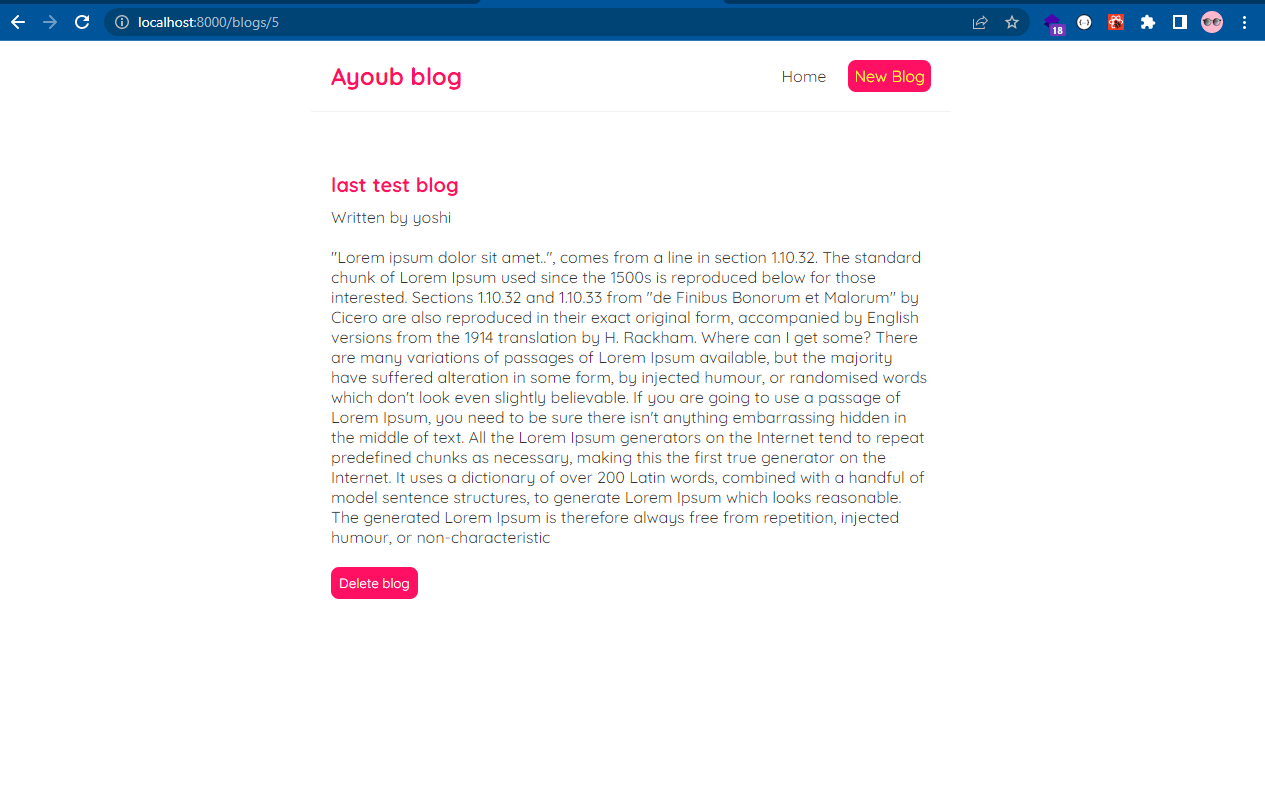 localhost:8000/blogs/5
18
Ayoub blog
Home
New Blog
last test blog
Written by yoshi
"Lorem ipsum dolor sit amet..", comes from a line in section 1.10.32. The standard
chunk of Lorem Ipsum used since the 1500s is reproduced below for those
interested. Sections 1.10.32 and 1.10.33 from "de Finibus Bonorum et Malorum" by
Cicero are also reproduced in their exact original form, accompanied by English
versions from the 1914 translation by H. Rackham. Where can I get some? There
are many variations of passages of Lorem Ipsum available, but the majority
have suffered alteration in some form, by injected humour, or randomised words
which don't look even slightly believable. If you are going to use a passage of
Lorem Ipsum, you need to be sure there isn't anything embarrassing hidden in
the middle of text. All the Lorem Ipsum generators on the Internet tend to repeat
predefined chunks as necessary, making this the first true generator on the
Internet. It uses a dictionary of over 200 Latin words, combined with a handful of
model sentence structures, to generate Lorem Ipsum which looks reasonable.
The generated Lorem Ipsum is therefore always free from repetition, injected
humour, or non-characteristic
Delete blog